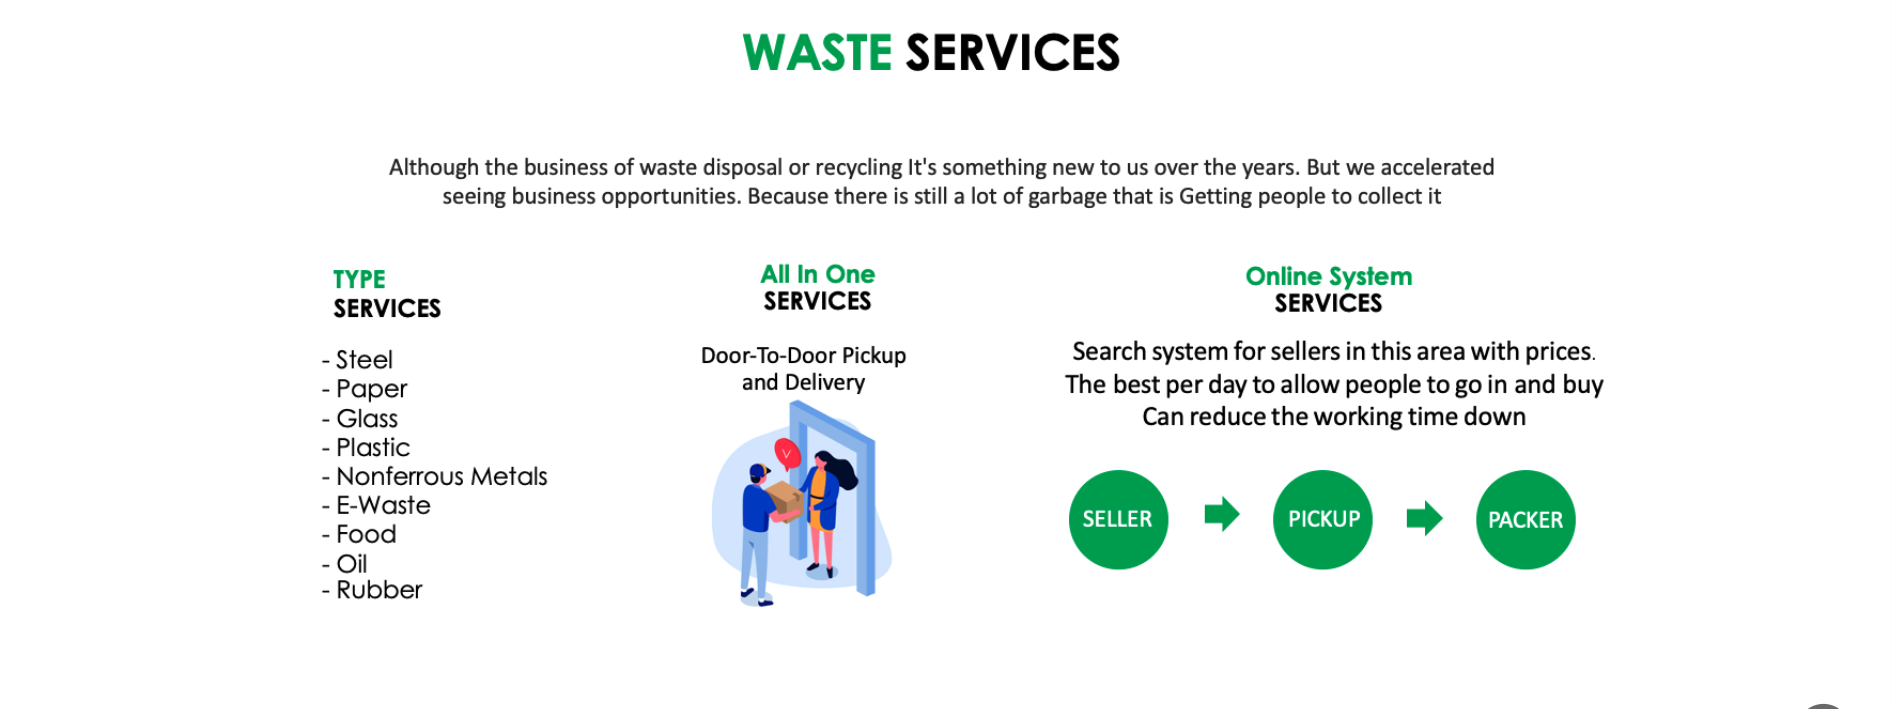 WASTE SERVICES
Although the business of waste disposal or recycling It's something new to us over the years. But we accelerated
seeing business opportunities. Because there is still a lot of garbage that is Getting people to collect it
TYPE
SERVICES
- Steel
- Paper
- Glass
- Plastic
- Nonferrous Metals
- E-Waste
- Food
- Oil
- Rubber
All In One
SERVICES
Door-To-Door Pickup
and Delivery
Online System
SERVICES
Search system for sellers in this area with prices.
The best per day to allow people to go in and buy
Can reduce the working time down
SELLER
PICKUP
PACKER